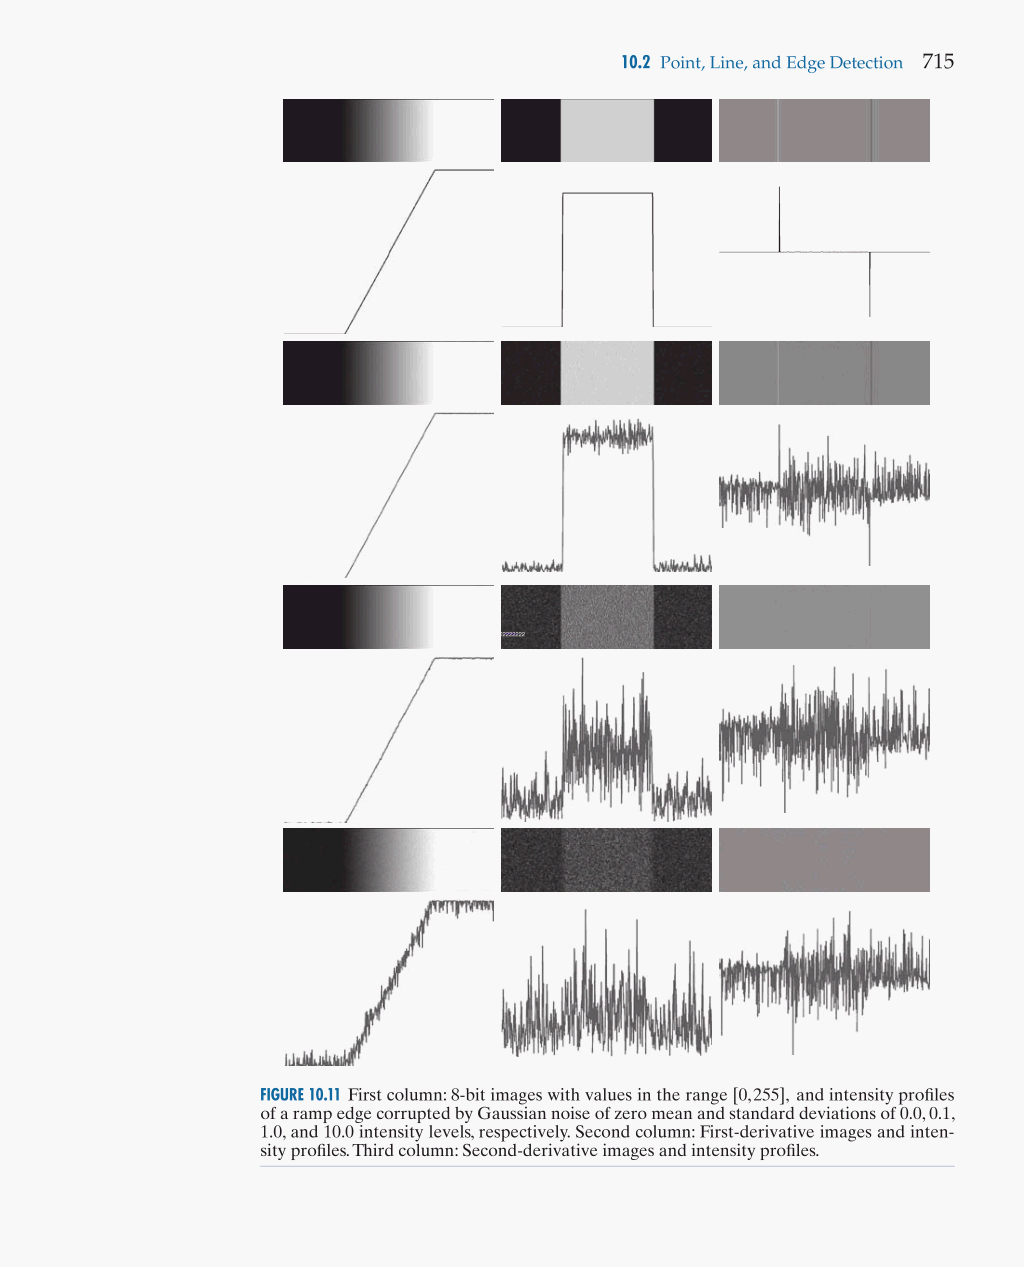 10.2 Point, Line, and Edge Detection 715
FIGURE 10.11 First column: 8-bit images with values in the range [0,255], and intensity profiles
of a ramp edge corrupted by Gaussian noise of zero mean and standard deviations of 0.0, 0.1,
1.0, and 10.0 intensity levels, respectively. Second column: First-derivative images and inten-
sity profiles. Third column: Second-derivative images and intensity profiles.